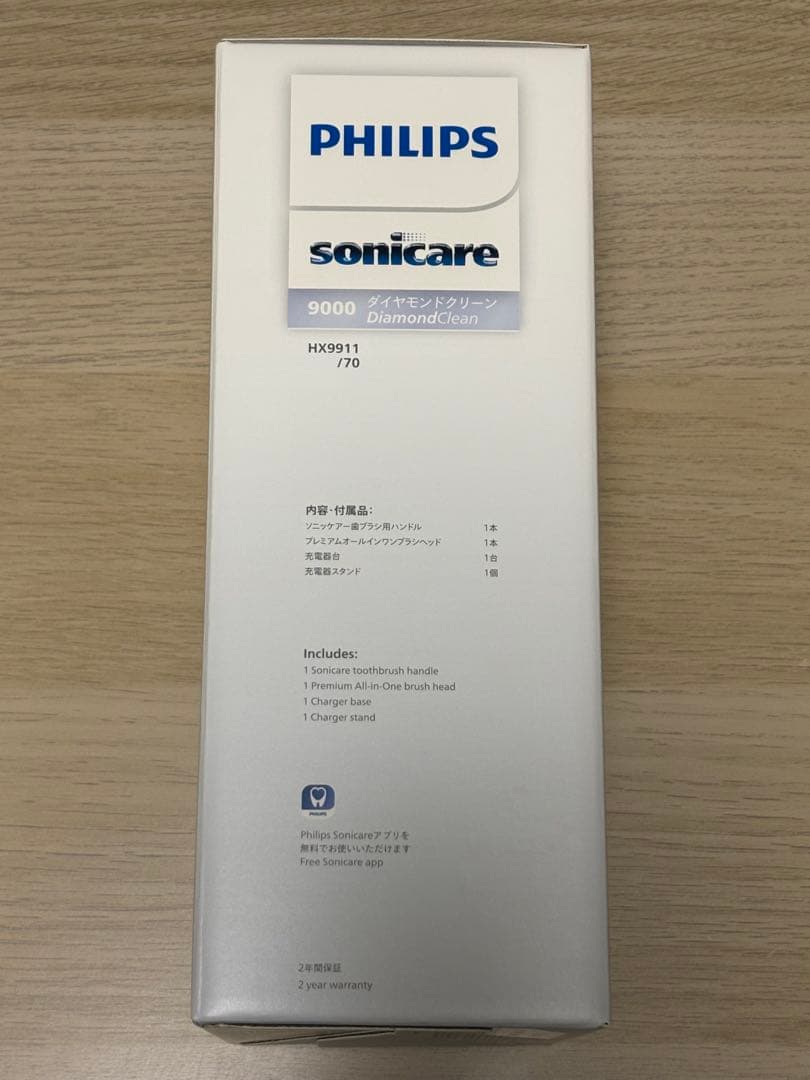 PHILIPS
sonicare
9000 ダイヤモンドクリーン
DiamondClean
HX9911
/70
内容・付属品：
ソニッケアー歯ブラシ用ハンドル 1本
プレミアムオールインワンブラシヘッド 1本
充電器台 1台
充電器スタンド 1個
Includes:
1 Sonicare toothbrush handle
1 Premium All-in-One brush head
1 Charger base
1 Charger stand
PHILIPS
Philips Sonicareアプリを
無料でお使いいただけます
Free Sonicare app
2年間保証
2 year warranty